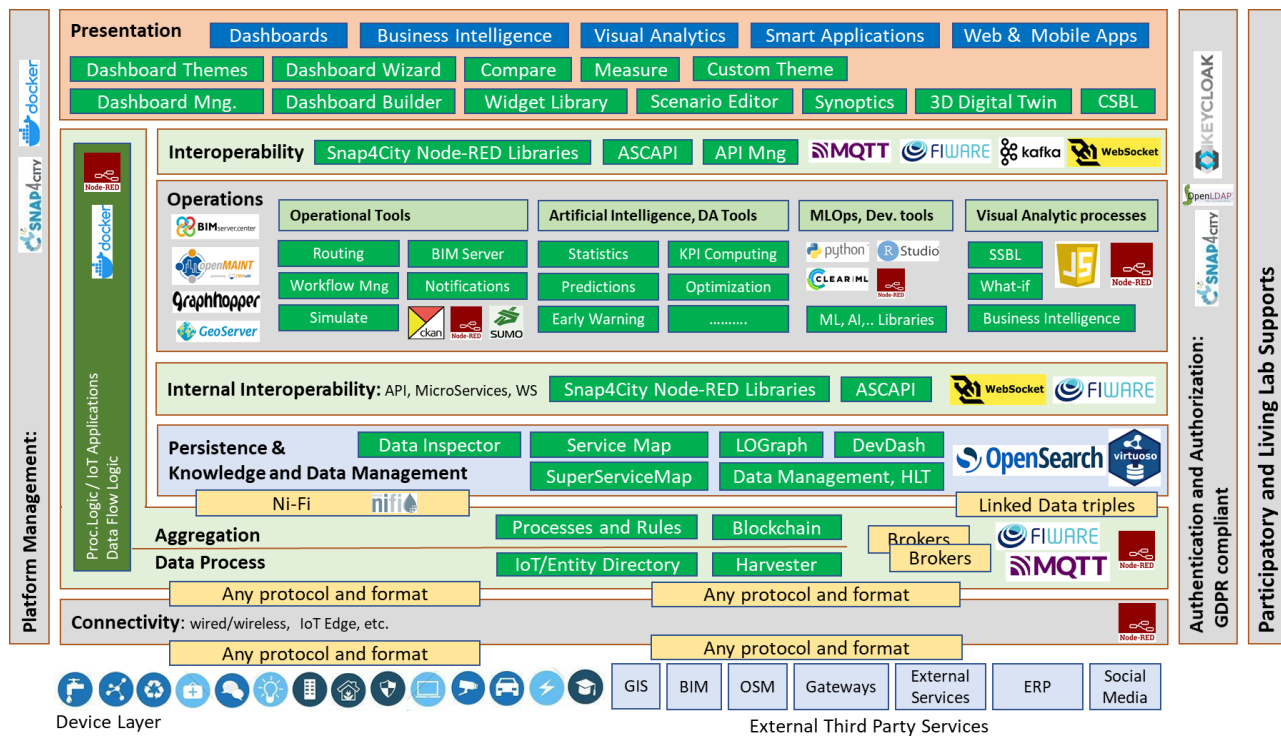 Platform Management:
SNAP4CITY
docker
Presentation
Dashboards
Business Intelligence
Visual Analytics
Smart Applications
Web & Mobile Apps
Dashboard Themes
Dashboard Wizard
Compare
Measure
Custom Theme
Dashboard Mng.
Dashboard Builder
Widget Library
Scenario Editor
Synoptics
3D Digital Twin
CSBL
Node-RED
docker
Proc.Logic/ IoT Applications
Data Flow Logic
Interoperability
Snap4City Node-RED Libraries
ASCAPI
API Mng
MQTT
FIWARE
kafka
WebSocket
Operations
BIMserver.center
openMAINT
GraphHopper
GeoServer
Operational Tools
Routing
BIM Server
Workflow Mng
Notifications
Simulate
ckan
Node-RED
SUMO
Artificial Intelligence, DA Tools
Statistics
KPI Computing
Predictions
Optimization
Early Warning
..........
MLOps, Dev. tools
python
R Studio
CLEAR|ML
Node-RED
ML, AI,.. Libraries
Visual Analytic processes
SSBL
What-if
JS
Node-RED
Business Intelligence
Internal Interoperability: API, MicroServices, WS
Snap4City Node-RED Libraries
ASCAPI
WebSocket
FIWARE
Persistence &
Knowledge and Data Management
Data Inspector
Service Map
LOGraph
DevDash
SuperServiceMap
Data Management, HLT
OpenSearch
virtuoso
Ni-Fi
nifi
Linked Data triples
Aggregation
Data Process
Processes and Rules
Blockchain
IoT/Entity Directory
Harvester
Brokers
Brokers
FIWARE
MQTT
Node-RED
Any protocol and format
Any protocol and format
Connectivity: wired/wireless, IoT Edge, etc.
Node-RED
Any protocol and format
Any protocol and format
Device Layer
GIS
BIM
OSM
Gateways
External
Services
ERP
Social
Media
External Third Party Services
Authentication and Authorization:
GDPR compliant
SNAP4CITY
OpenLDAP
KEYCLOAK
Participatory and Living Lab Supports